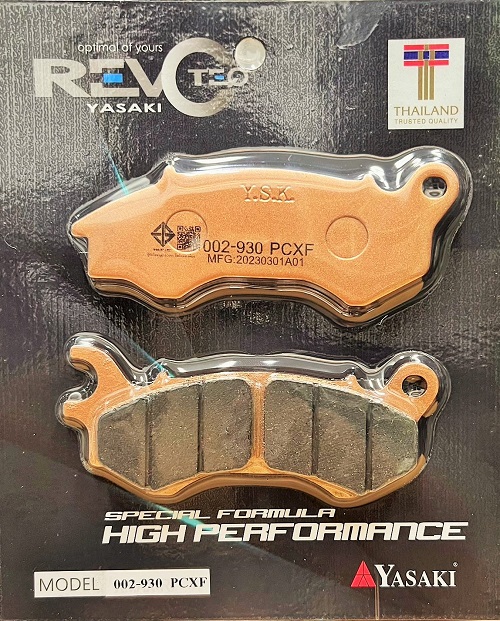 optimal of yours
REVO TEQ
YASAKI
THAILAND
TRUSTED QUALITY
Y.S.K.
002-930 PCXF
MFG:20230301A01
SPECIAL FORMULA
HIGH PERFORMANCE
MODEL 002-930 PCXF
YASAKI